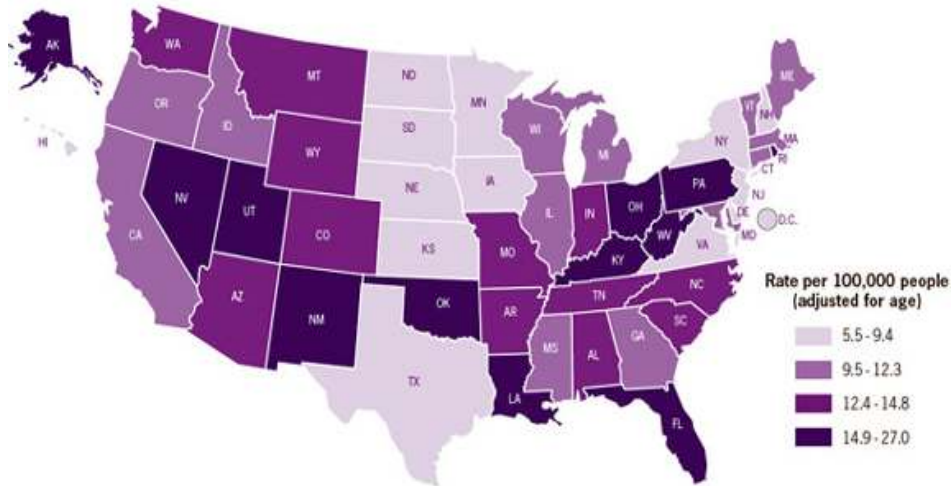 AK
WA
MT
ND
MN
ME
OR
ID
SD
WI
MI
VT
NH
NY
MA
HI
WY
RI
CT
NE
IA
PA
NJ
NV
UT
OH
DE
D.C.
IL
IN
CA
CO
KS
MO
WV
VA
MD
KY
NC
AZ
NM
OK
AR
TN
SC
MS
AL
GA
TX
LA
FL
Rate per 100,000 people
(adjusted for age)
5.5 - 9.4
9.5 - 12.3
12.4 - 14.8
14.9 - 27.0